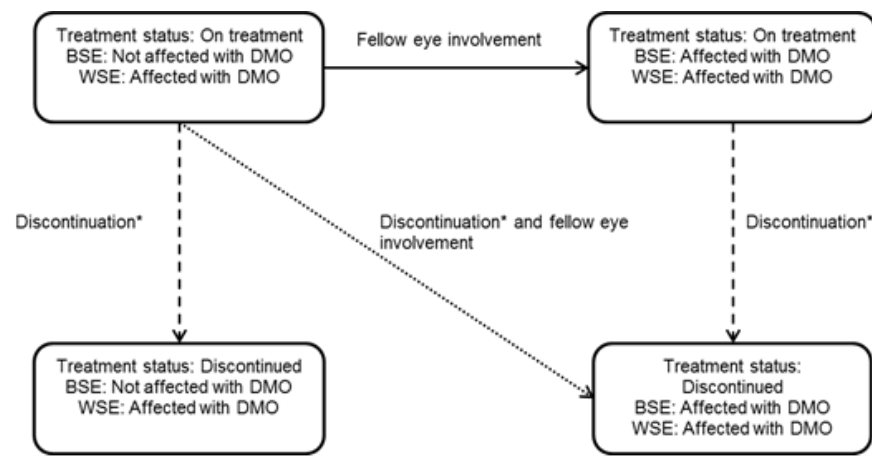 Treatment status: On treatment
BSE: Not affected with DMO
WSE: Affected with DMO
Fellow eye involvement
Treatment status: On treatment
BSE: Affected with DMO
WSE: Affected with DMO
Discontinuation*
Discontinuation* and fellow eye
involvement
Discontinuation*
Treatment status: Discontinued
BSE: Not affected with DMO
WSE: Affected with DMO
Treatment status:
Discontinued
BSE: Affected with DMO
WSE: Affected with DMO